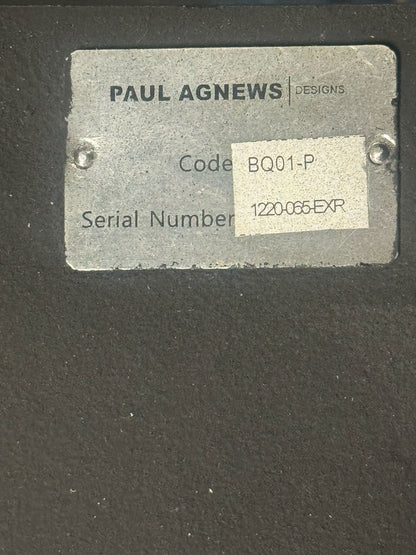 PAUL AGNEWS | DESIGNS
Code BQ01-P
Serial Number 1220-065-EXR